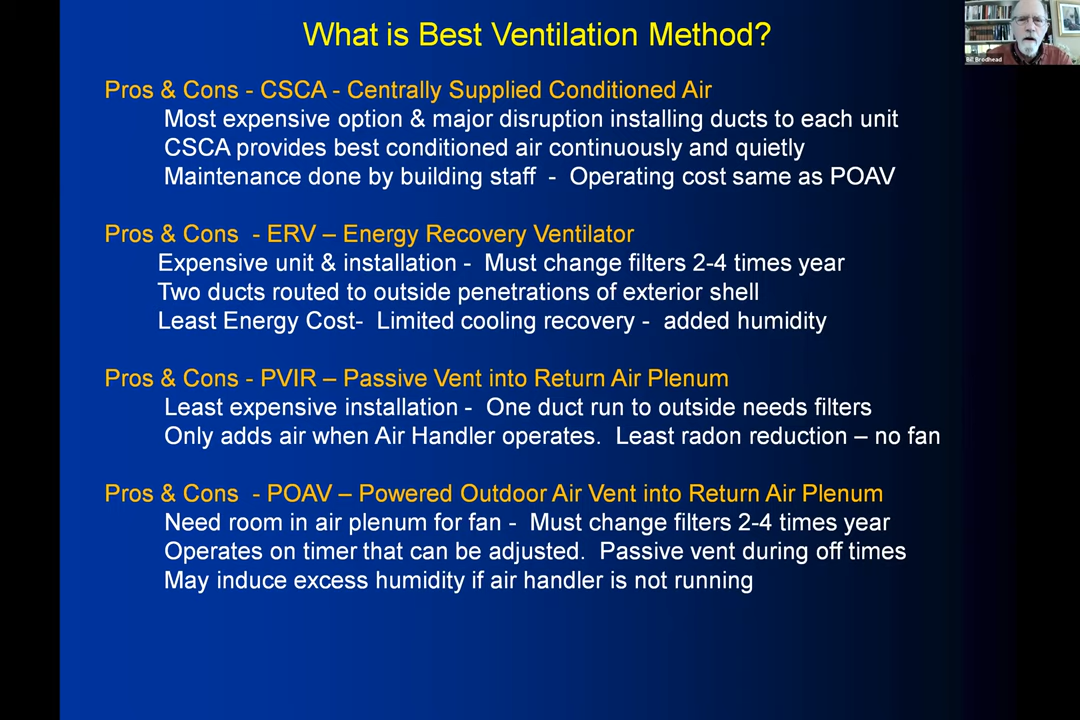 What is Best Ventilation Method?
Bill Brodhead
Pros & Cons - CSCA - Centrally Supplied Conditioned Air
Most expensive option & major disruption installing ducts to each unit
CSCA provides best conditioned air continuously and quietly
Maintenance done by building staff - Operating cost same as POAV
Pros & Cons - ERV – Energy Recovery Ventilator
Expensive unit & installation - Must change filters 2-4 times year
Two ducts routed to outside penetrations of exterior shell
Least Energy Cost- Limited cooling recovery - added humidity
Pros & Cons - PVIR – Passive Vent into Return Air Plenum
Least expensive installation - One duct run to outside needs filters
Only adds air when Air Handler operates. Least radon reduction – no fan
Pros & Cons - POAV – Powered Outdoor Air Vent into Return Air Plenum
Need room in air plenum for fan - Must change filters 2-4 times year
Operates on timer that can be adjusted. Passive vent during off times
May induce excess humidity if air handler is not running